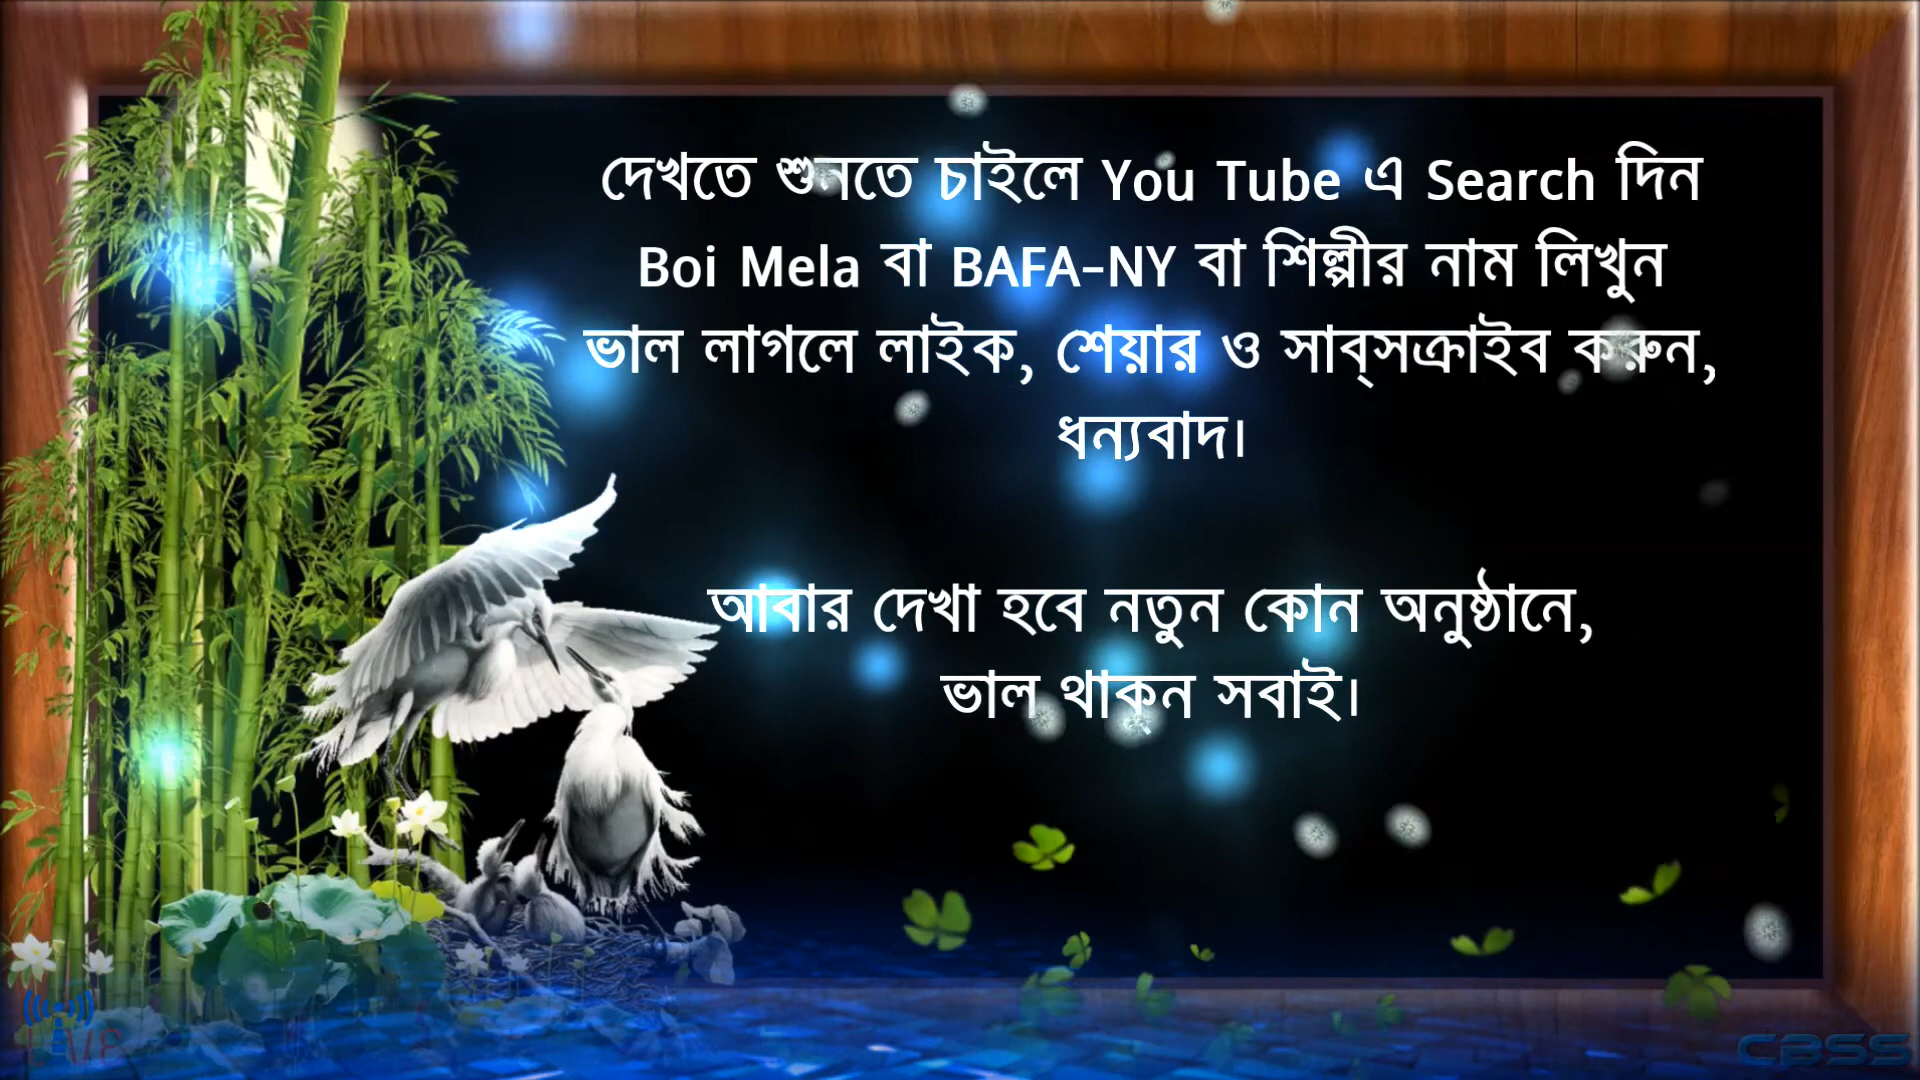 দেখতে শুনতে চাইলে You Tube এ Search দিন
Boi Mela বা BAFA-NY বা শিল্পীর নাম লিখুন
ভাল লাগলে লাইক, শেয়ার ও সাব্সক্রাইব করুন,
ধন্যবাদ।
আবার দেখা হবে নতুন কোন অনুষ্ঠানে,
ভাল থাকুন সবাই।
LIVE
CBSS